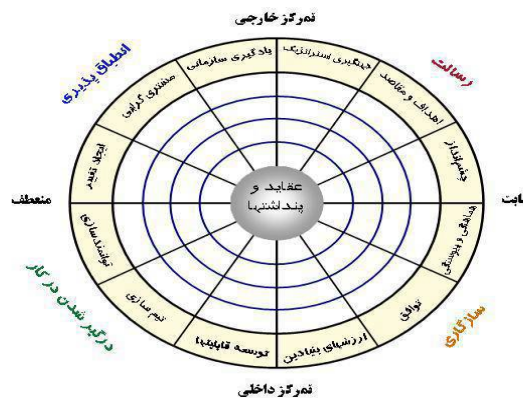 تمرکز خارجی
انطباق پذیری
رسالت
یادگیری سازمانی
جهتگیری استراتژیک
مشتری گرایی
اهداف و مقاصد
ایجاد تغییر
چشم‌انداز
عقاید و
پنداشتها
منعطف
ثابت
توانمندسازی
هماهنگی و پیوستگی
تیم سازی
توافق
توسعه قابلیتها
ارزشهای بنیادین
درگیر شدن در کار
سازگاری
تمرکز داخلی